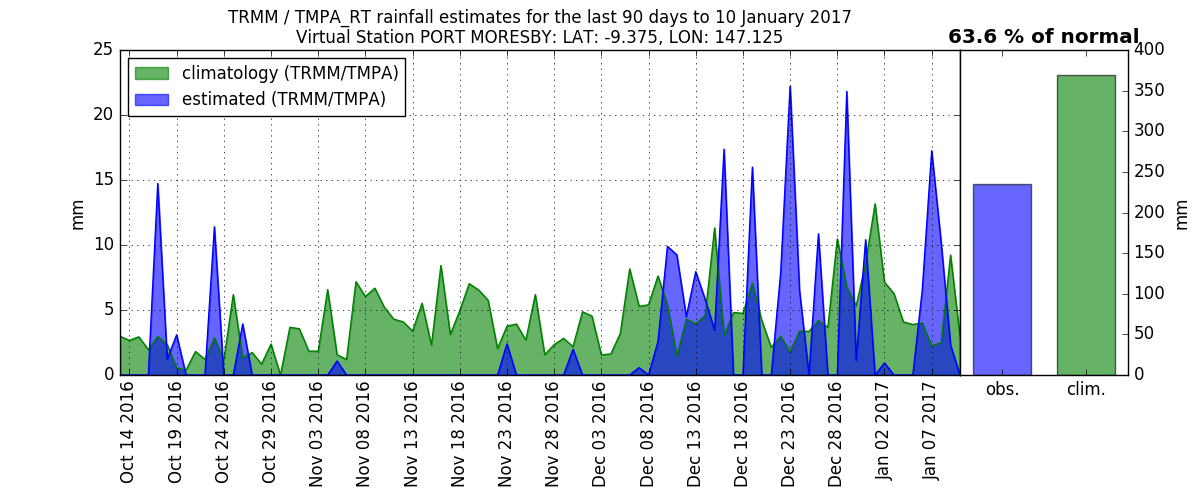 TRMM / TMPA_RT rainfall estimates for the last 90 days to 10 January 2017
Virtual Station PORT MORESBY: LAT: -9.375, LON: 147.125
63.6 % of normal
climatology (TRMM/TMPA)
estimated (TRMM/TMPA)
25
20
15
10
5
0
mm
400
350
300
250
200
150
100
50
0
mm
Oct 14 2016
Oct 19 2016
Oct 24 2016
Oct 29 2016
Nov 03 2016
Nov 08 2016
Nov 13 2016
Nov 18 2016
Nov 23 2016
Nov 28 2016
Dec 03 2016
Dec 08 2016
Dec 13 2016
Dec 18 2016
Dec 23 2016
Dec 28 2016
Jan 02 2017
Jan 07 2017
obs.
clim.